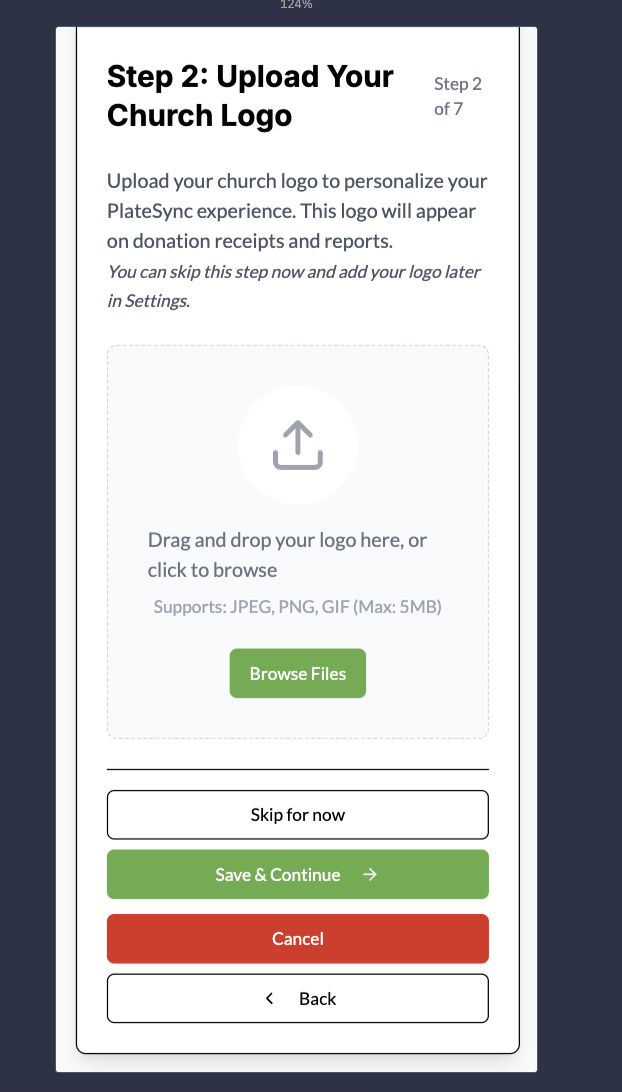 124%
Step 2: Upload Your
Church Logo
Step 2
of 7
Upload your church logo to personalize your
PlateSync experience. This logo will appear
on donation receipts and reports.
You can skip this step now and add your logo later
in Settings.
Drag and drop your logo here, or
click to browse
Supports: JPEG, PNG, GIF (Max: 5MB)
Browse Files
Skip for now
Save & Continue →
Cancel
Back